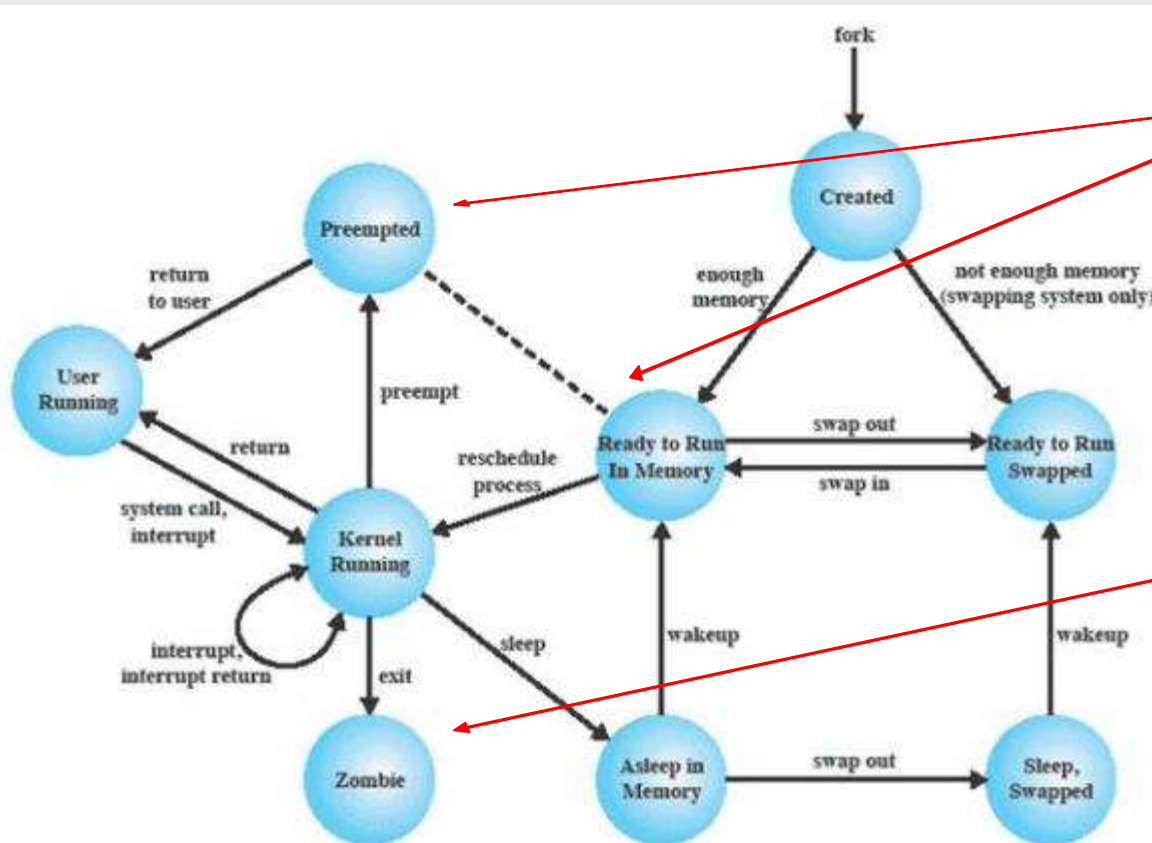 fork
Created
Preempted
return
to user
enough
memory
not enough memory
(swapping system only)
User
Running
preempt
return
reschedule
process
Ready to Run
In Memory
swap out
swap in
Ready to Run
Swapped
system call,
interrupt
Kernel
Running
interrupt,
interrupt return
sleep
exit
wakeup
wakeup
Zombie
Asleep in
Memory
swap out
Sleep,
Swapped